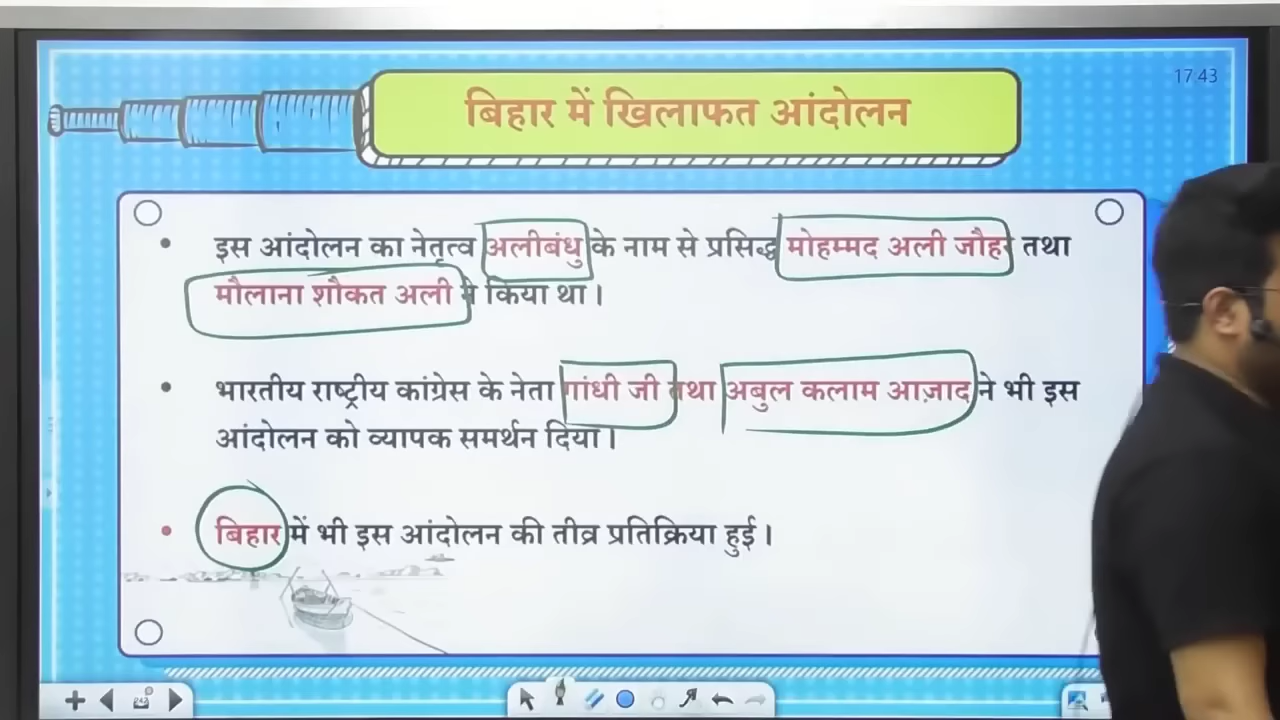 17 43
बिहार में खिलाफत आंदोलन
इस आंदोलन का नेतृत्व अलीबंधु के नाम से प्रसिद्ध मोहम्मद अली जौहर तथा
मौलाना शौकत अली ने किया था।
भारतीय राष्ट्रीय कांग्रेस के नेता गांधी जी तथा अबुल कलाम आज़ाद ने भी इस
आंदोलन को व्यापक समर्थन दिया।
बिहार में भी इस आंदोलन की तीव्र प्रतिक्रिया हुई।